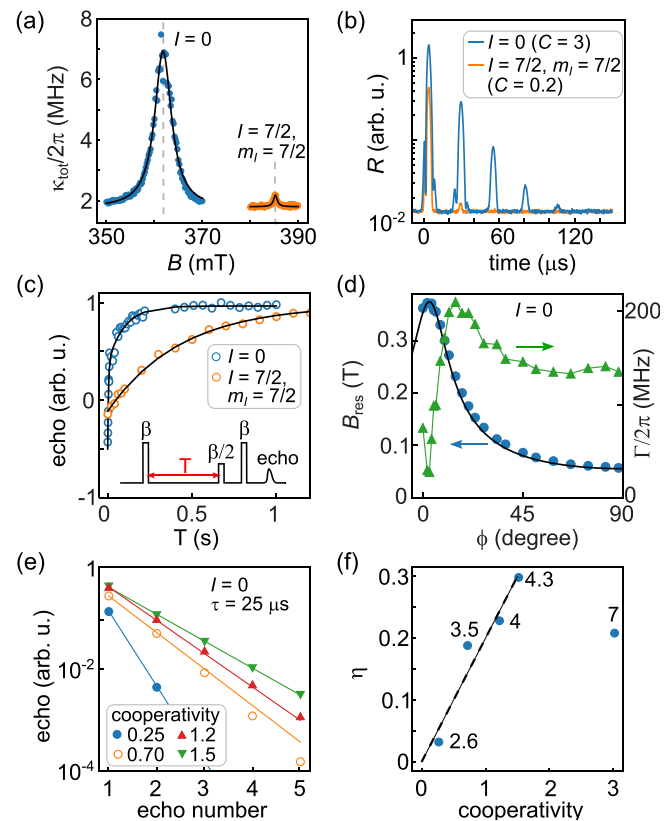 (a)
8
6
4
2
κtot/2π (MHz)
I = 0
I = 7/2,
mI = 7/2
350
370
390
B (mT)
(b)
1
10-2
R (arb. u.)
I = 0 (C = 3)
I = 7/2, mI = 7/2
(C = 0.2)
0
60
120
time (μs)
(c)
1
0
-1
echo (arb. u.)
I = 0
I = 7/2,
mI = 7/2
β
T
β/2
β
echo
0
0.5
1
T (s)
(d)
0.3
0.2
0.1
0
Bres (T)
I = 0
200
100
0
Γ/2π (MHz)
0
45
90
ϕ (degree)
(e)
1
10-2
10-4
echo (arb. u.)
I = 0
τ = 25 μs
cooperativity
0.25 1.2
0.70 1.5
1 2 3 4 5
echo number
(f)
0.3
0.2
0.1
0
η
4.3
3.5
4
7
2.6
0
1
2
3
cooperativity